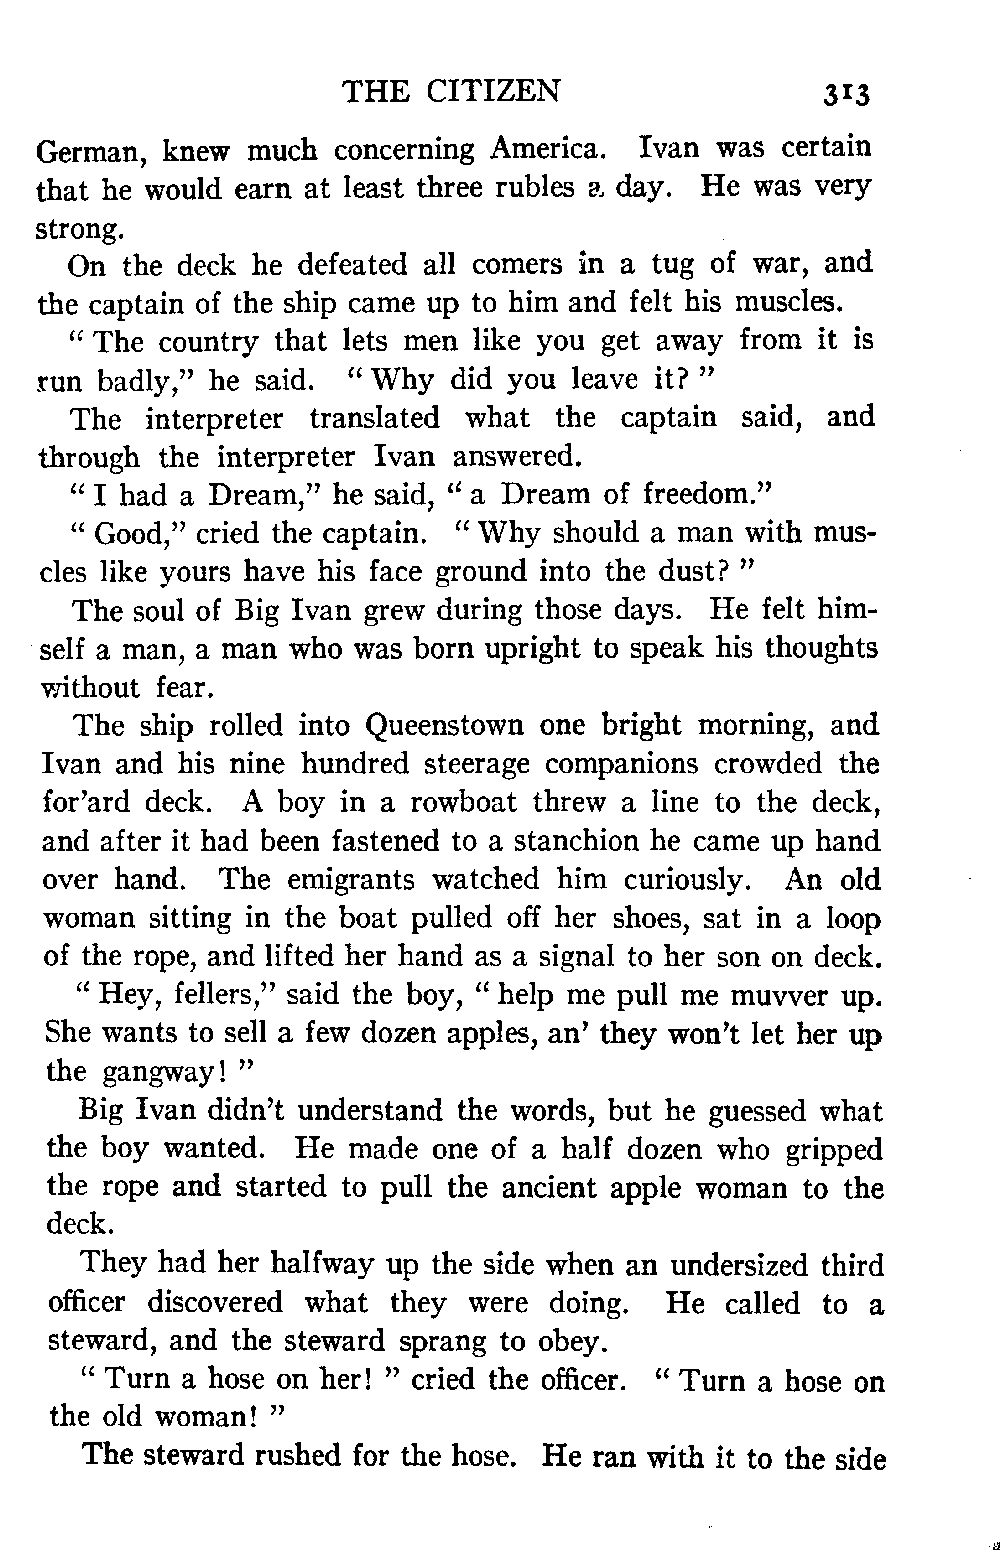 THE CITIZEN 313
German, knew much concerning America. Ivan was certain
that he would earn at least three rubles a day. He was very
strong.
On the deck he defeated all comers in a tug of war, and
the captain of the ship came up to him and felt his muscles.
“ The country that lets men like you get away from it is
run badly,” he said. “ Why did you leave it? ”
The interpreter translated what the captain said, and
through the interpreter Ivan answered.
“ I had a Dream,” he said, “ a Dream of freedom.”
“ Good,” cried the captain. “ Why should a man with mus-
cles like yours have his face ground into the dust? ”
The soul of Big Ivan grew during those days. He felt him-
self a man, a man who was born upright to speak his thoughts
without fear.
The ship rolled into Queenstown one bright morning, and
Ivan and his nine hundred steerage companions crowded the
for’ard deck. A boy in a rowboat threw a line to the deck,
and after it had been fastened to a stanchion he came up hand
over hand. The emigrants watched him curiously. An old
woman sitting in the boat pulled off her shoes, sat in a loop
of the rope, and lifted her hand as a signal to her son on deck.
“ Hey, fellers,” said the boy, “ help me pull me muvver up.
She wants to sell a few dozen apples, an’ they won’t let her up
the gangway! ”
Big Ivan didn’t understand the words, but he guessed what
the boy wanted. He made one of a half dozen who gripped
the rope and started to pull the ancient apple woman to the
deck.
They had her halfway up the side when an undersized third
officer discovered what they were doing. He called to a
steward, and the steward sprang to obey.
“ Turn a hose on her! ” cried the officer. “ Turn a hose on
the old woman! ”
The steward rushed for the hose. He ran with it to the side